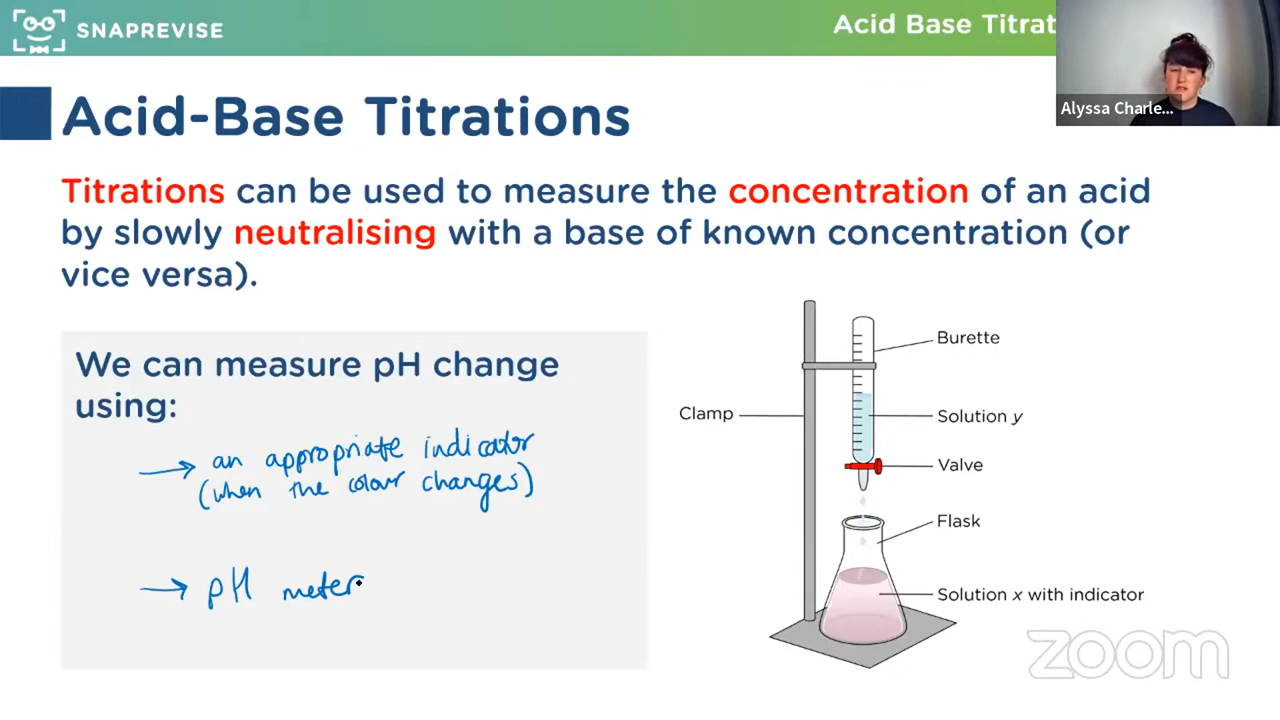 SNAPREVISE
Acid Base Titrat
Alyssa Charle...
Acid-Base Titrations
Titrations can be used to measure the concentration of an acid
by slowly neutralising with a base of known concentration (or
vice versa).
We can measure pH change
using:
→ an appropriate indicator
(when the colour changes)
→ pH meter
Burette
Clamp
Solution y
Valve
Flask
Solution x with indicator
zoom